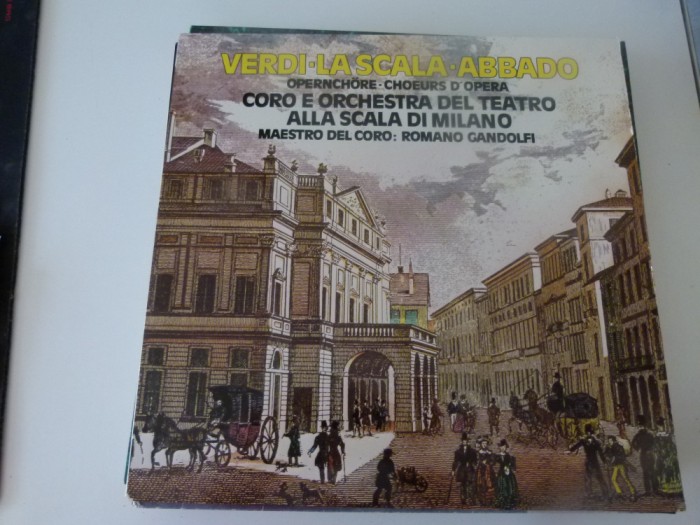 VERDI·LA SCALA·ABBADO
OPERNCHÖRE·CHOEURS D'OPERA
CORO E ORCHESTRA DEL TEATRO
ALLA SCALA DI MILANO
MAESTRO DEL CORO: ROMANO GANDOLFI